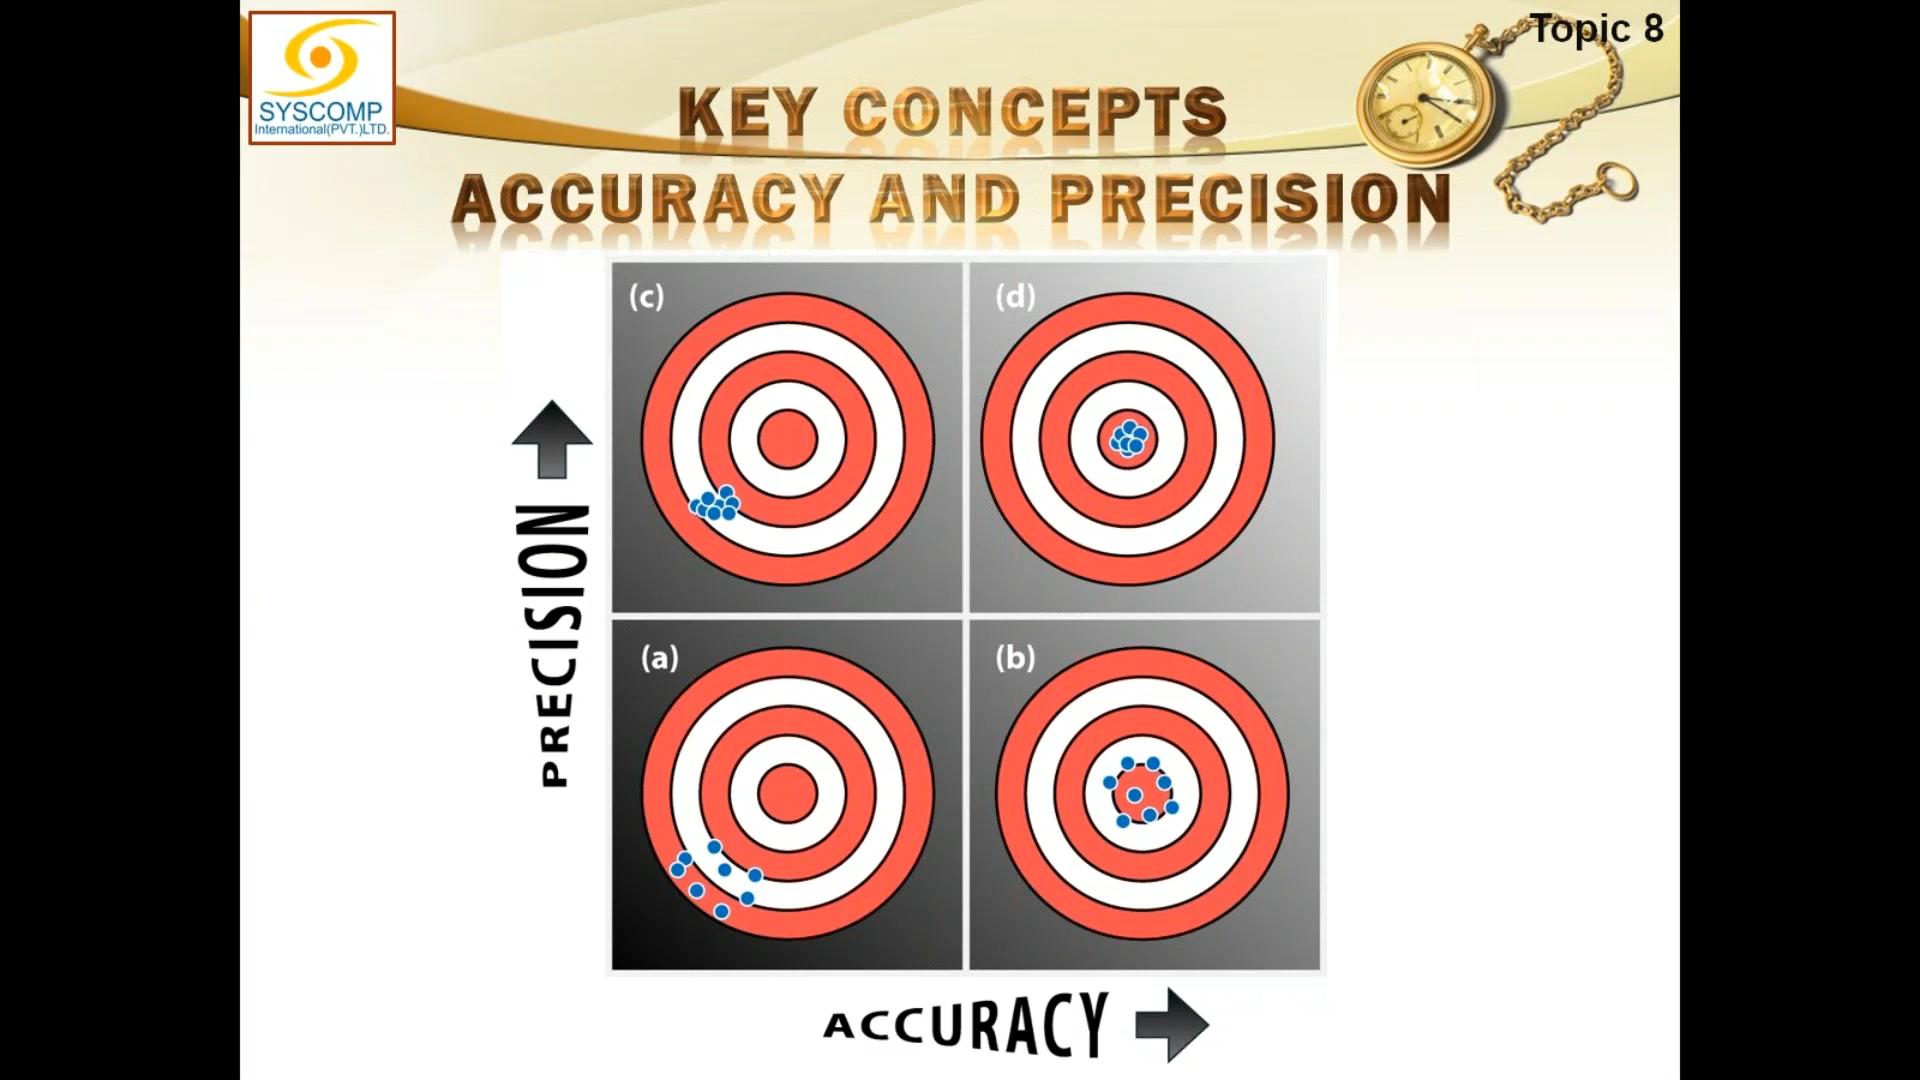 SYSCOMP
International(PVT.)LTD.
Topic 8
KEY CONCEPTS
ACCURACY AND PRECISION
(c)
(d)
PRECISION
(a)
(b)
ACCURACY